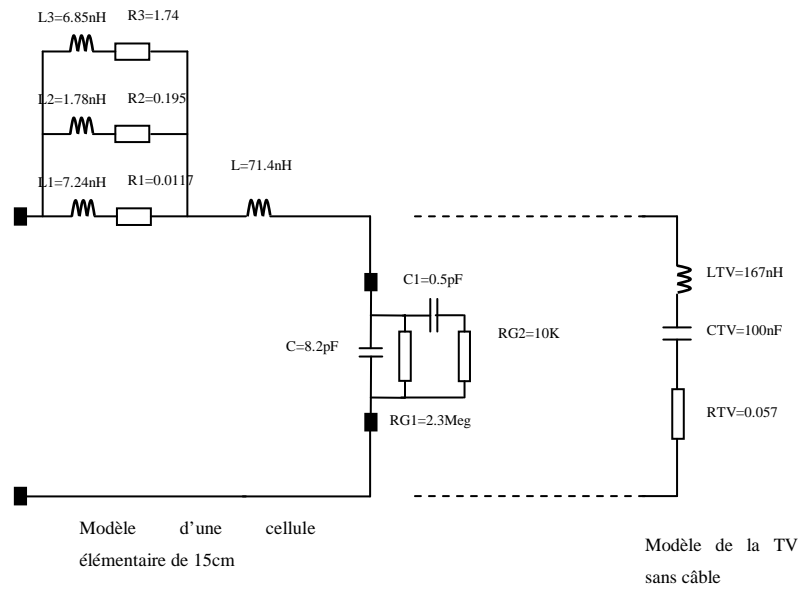 L3=6.85nH
R3=1.74
L2=1.78nH
R2=0.195
L1=7.24nH
R1=0.0117
L=71.4nH
C1=0.5pF
C=8.2pF
RG2=10K
RG1=2.3Meg
LTV=167nH
CTV=100nF
RTV=0.057
Modèle d'une cellule
élémentaire de 15cm
Modèle de la TV
sans câble